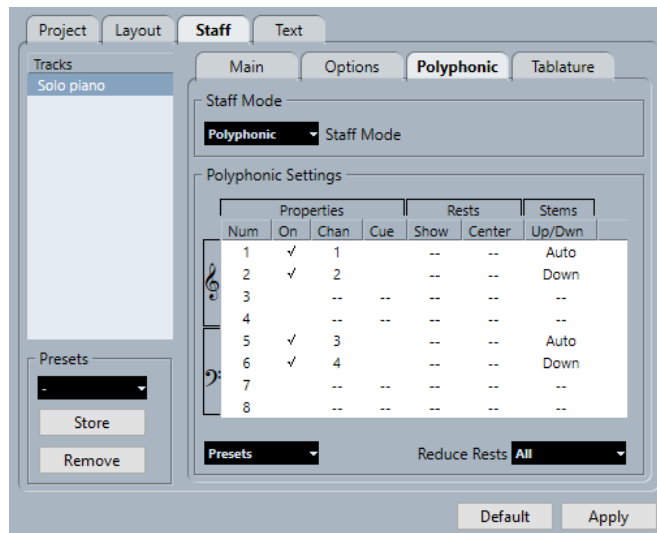 Project Layout Staff Text
Tracks
Solo piano
Main Options Polyphonic Tablature
Staff Mode
Polyphonic Staff Mode
Polyphonic Settings
Properties Rests Stems
Num On Chan Cue Show Center Up/Dwn
1 √ 1 -- -- Auto
2 √ 2 -- -- Down
3 -- -- -- -- --
4 -- -- -- -- --
5 √ 3 -- -- Auto
6 √ 4 -- -- Down
7 -- -- -- -- --
8 -- -- -- -- --
Presets
-
Store
Remove
Presets Reduce Rests All
Default Apply